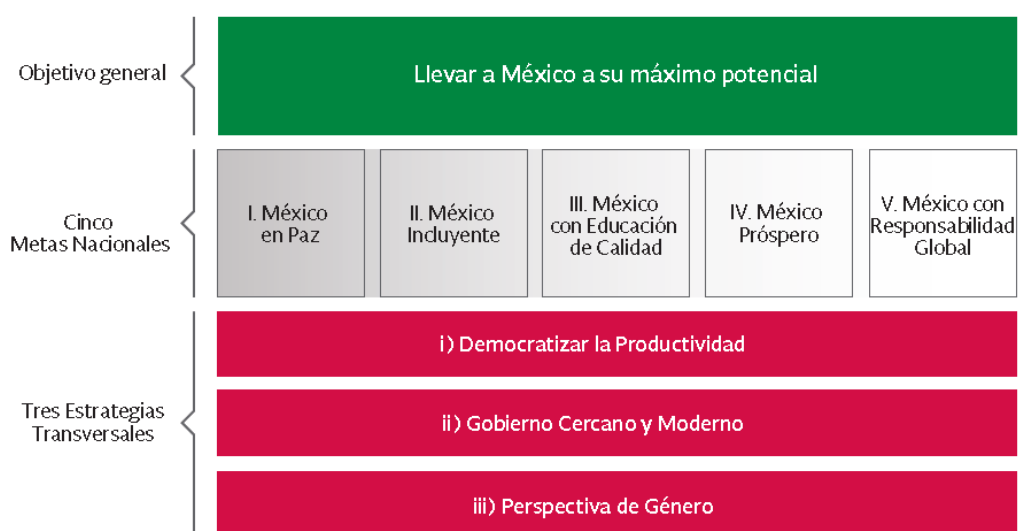 Objetivo general
Llevar a México a su máximo potencial
Cinco
Metas Nacionales
I. México
en Paz
II. México
Incluyente
III. México
con Educación
de Calidad
IV. México
Próspero
V. México con
Responsabilidad
Global
Tres Estrategias
Transversales
i) Democratizar la Productividad
ii) Gobierno Cercano y Moderno
iii) Perspectiva de Género